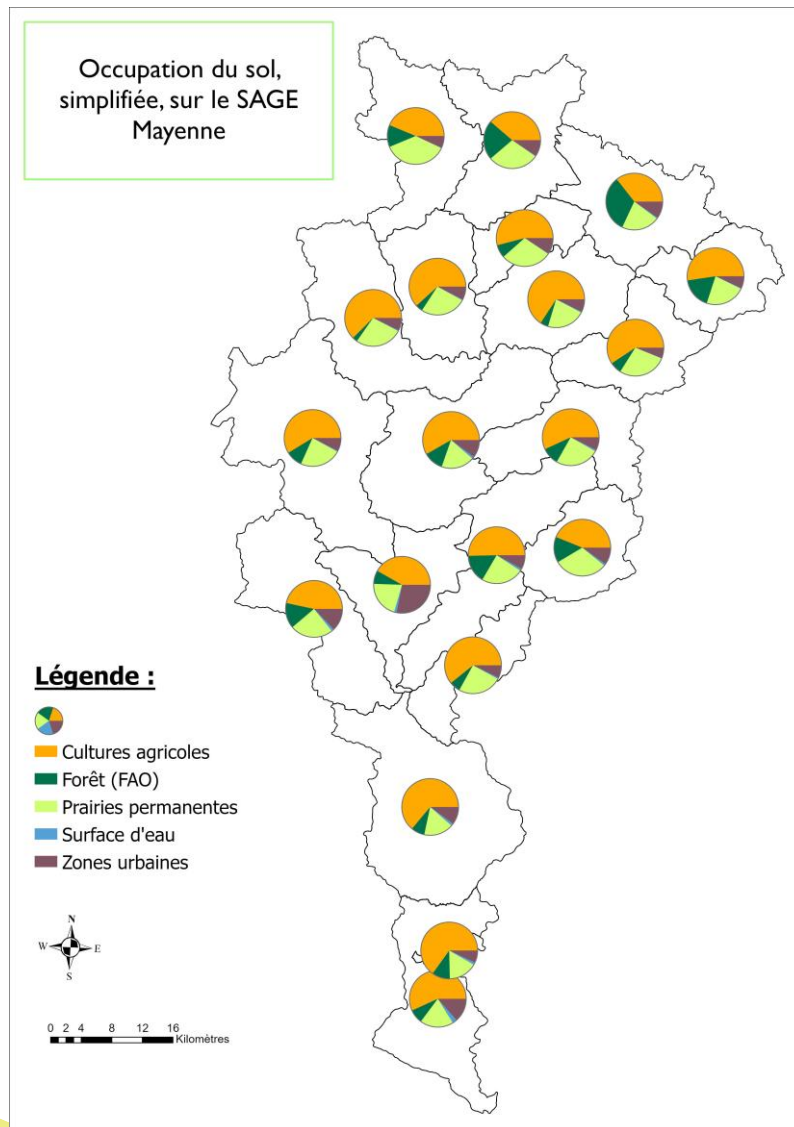 Occupation du sol,
simplifiée, sur le SAGE
Mayenne
Légende :
Cultures agricoles
Forêt (FAO)
Prairies permanentes
Surface d'eau
Zones urbaines
N
W E
S
0 2 4 8 12 16
Kilomètres